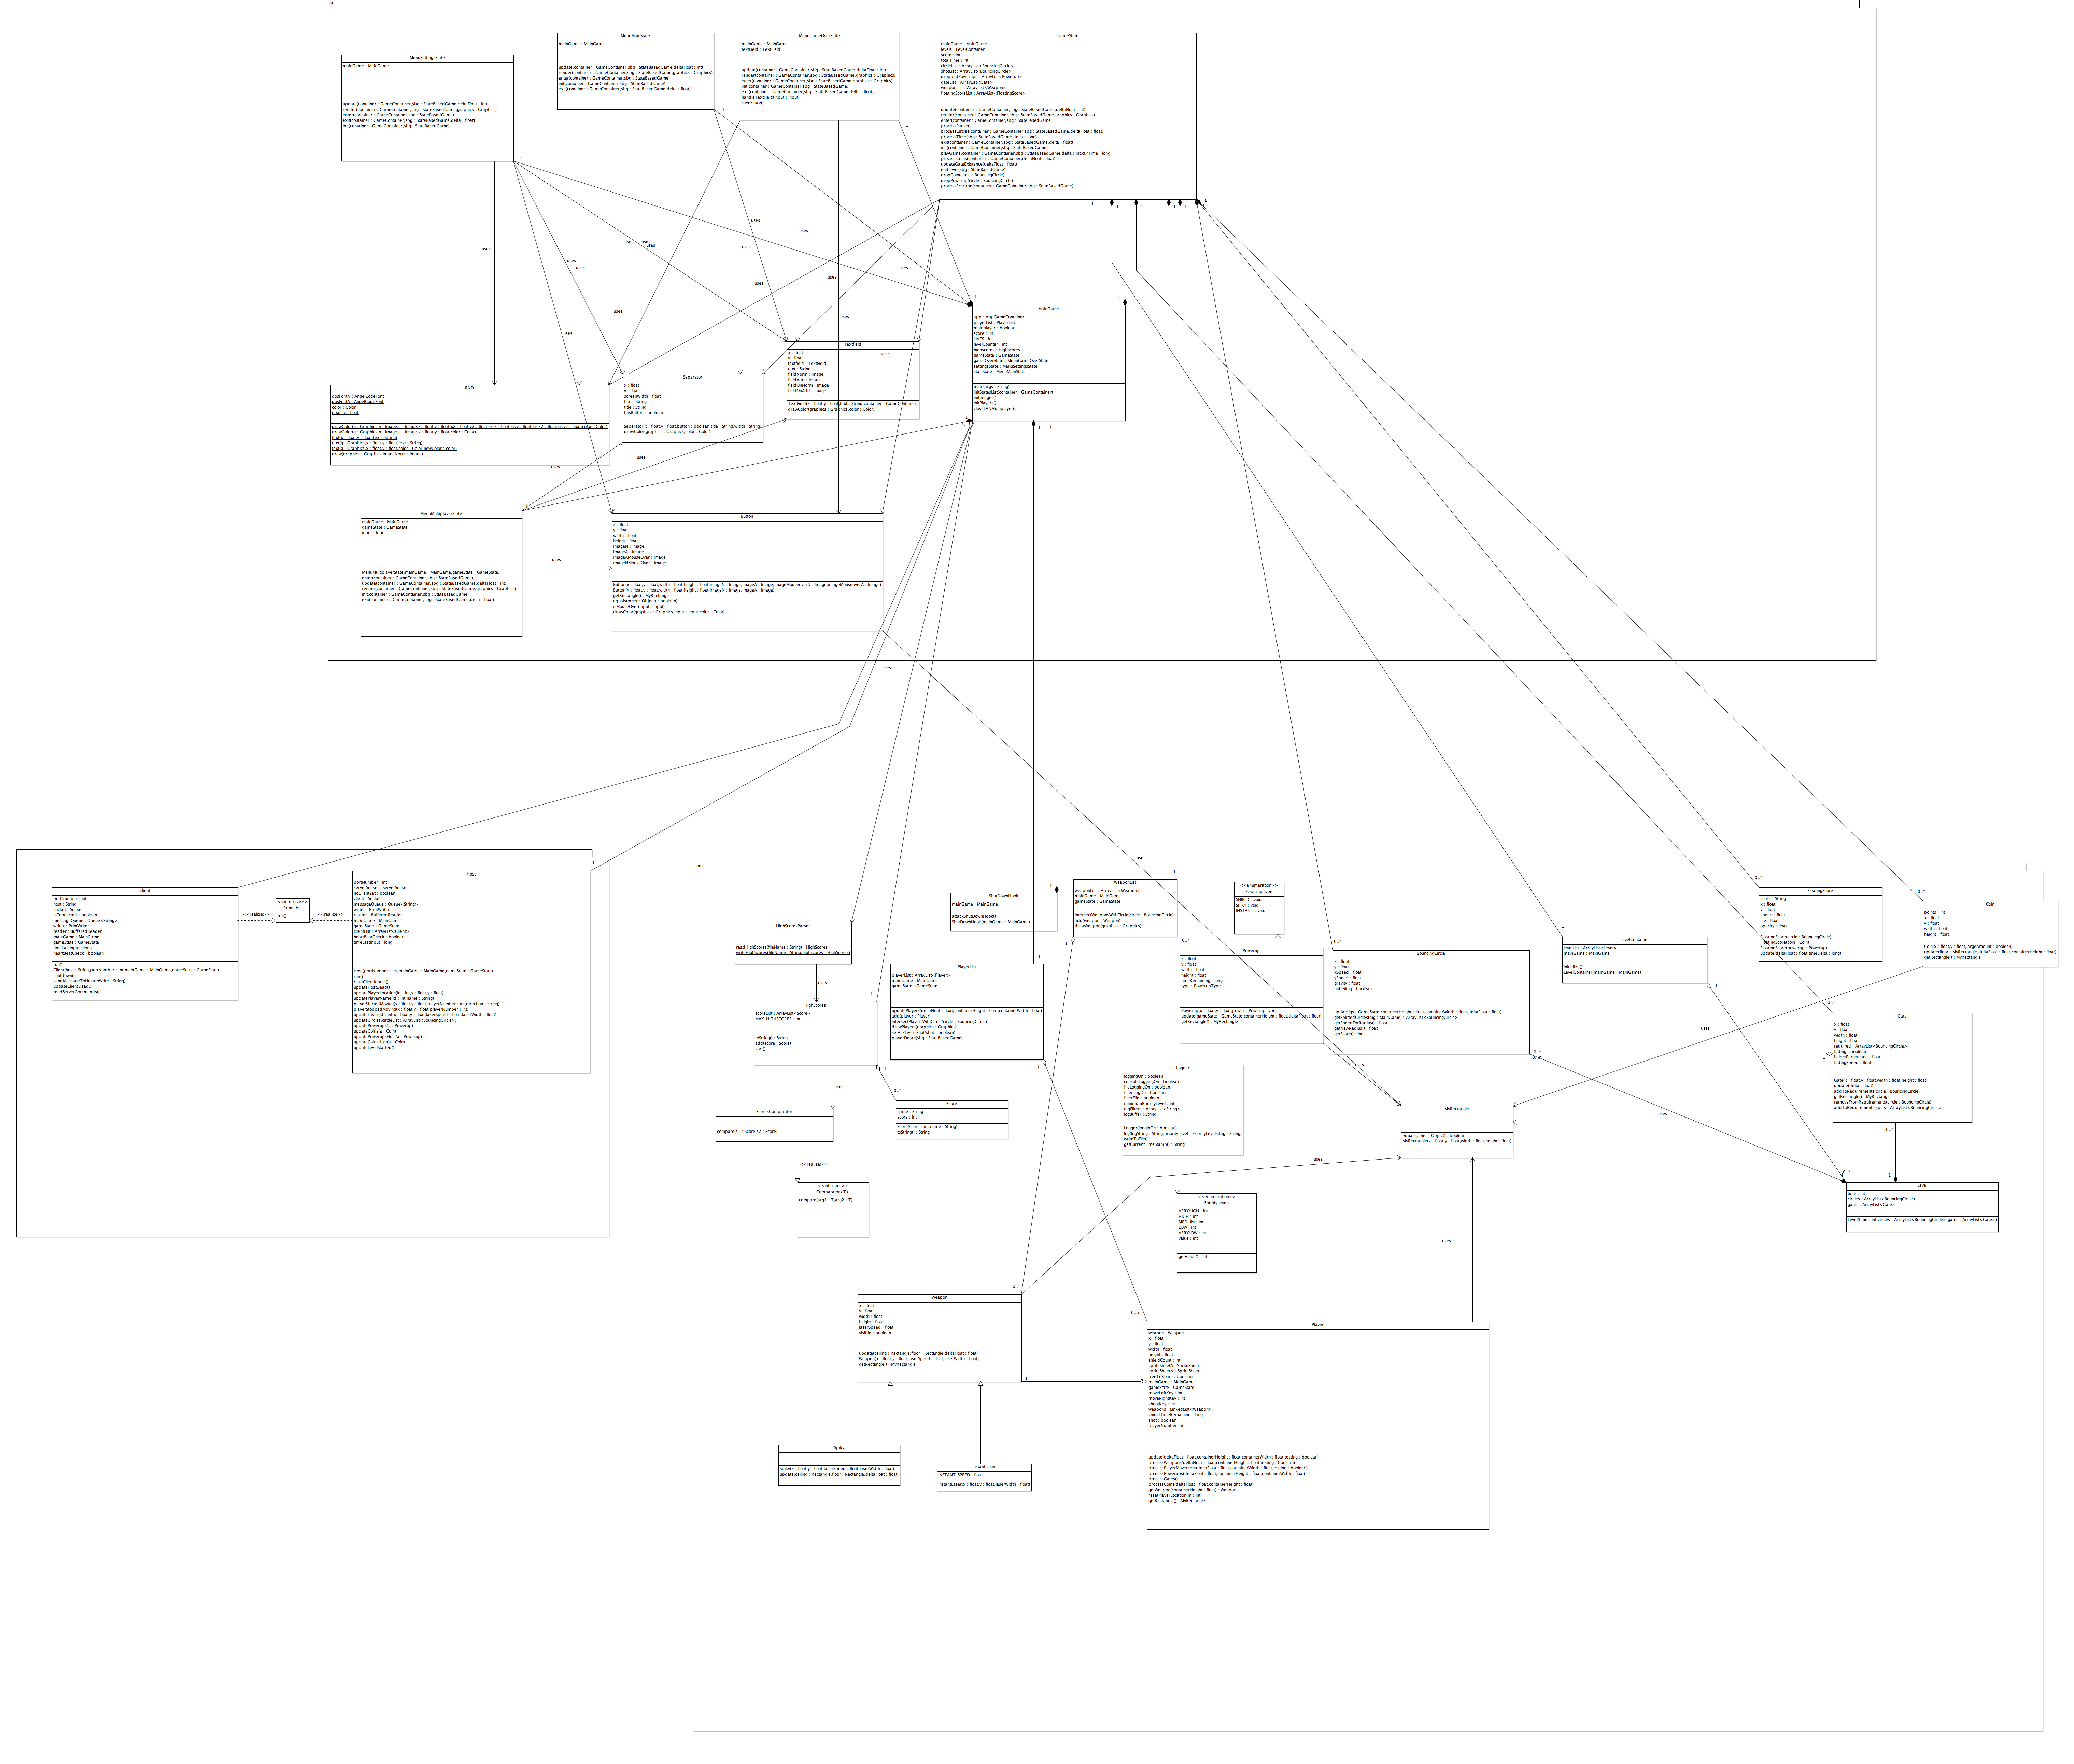 gui
MenuSettingsState
mainGame : MainGame
update(container : GameContainer,sbg : StateBasedGame,deltaFloat : int)
render(container : GameContainer,sbg : StateBasedGame,graphics : Graphics)
enter(container : GameContainer,sbg : StateBasedGame)
exit(container : GameContainer,sbg : StateBasedGame,delta : float)
init(container : GameContainer,sbg : StateBasedGame)
MenuMainState
mainGame : MainGame
update(container : GameContainer,sbg : StateBasedGame,deltaFloat : int)
render(container : GameContainer,sbg : StateBasedGame,graphics : Graphics)
enter(container : GameContainer,sbg : StateBasedGame)
init(container : GameContainer,sbg : StateBasedGame)
exit(container : GameContainer,sbg : StateBasedGame,delta : float)
MenuGameOverState
mainGame : MainGame
textField : TextField
update(container : GameContainer,sbg : StateBasedGame,deltaFloat : int)
render(container : GameContainer,sbg : StateBasedGame,graphics : Graphics)
enter(container : GameContainer,sbg : StateBasedGame,graphics : Graphics)
init(container : GameContainer,sbg : StateBasedGame)
exit(container : GameContainer,sbg : StateBasedGame,delta : float)
handleTextField(input : Input)
saveScore()
GameState
mainGame : MainGame
levels : LevelContainer
score : int
totalTime : int
circleList : ArrayList<BouncingCircle>
shotList : ArrayList<BouncingCircle>
droppedPowerups : ArrayList<Powerup>
gateList : ArrayList<Gate>
weaponList : ArrayList<Weapon>
floatingScoreList : ArrayList<FloatingScore>
update(container : GameContainer,sbg : StateBasedGame,deltaFloat : int)
render(container : GameContainer,sbg : StateBasedGame,graphics : Graphics)
enter(container : GameContainer,sbg : StateBasedGame)
processPause()
processCircles(container : GameContainer,sbg : StateBasedGame,deltaFloat : float)
processTime(sbg : StateBasedGame,delta : long)
exit(container : GameContainer,sbg : StateBasedGame,delta : float)
init(container : GameContainer,sbg : StateBasedGame)
playGame(container : GameContainer,sbg : StateBasedGame,delta : int,curTime : long)
processCoins(container : GameContainer,deltaFloat : float)
updateGateExistence(deltaFloat : float)
endLevel(sbg : StateBasedGame)
dropCoin(circle : BouncingCircle)
dropPowerup(circle : BouncingCircle)
processEscape(container : GameContainer,sbg : StateBasedGame)
MainGame
app : AppGameContainer
playerList : PlayerList
multiplayer : boolean
score : int
LIVES : int
levelCounter : int
highscores : HighScores
gameState : GameState
gameOverState : MenuGameOverState
settingsState : MenuSettingsState
startState : MenuMainState
main(args : String)
initStatesList(container : GameContainer)
initImages()
initPlayers()
closeLANMultiplayer()
Textfield
x : float
y : float
textfield : TextField
text : String
fieldNorm : Image
fieldAdd : Image
fieldOnNorm : Image
fieldOnAdd : Image
TextField(x : float,y : float,text : String,container : GameContainer)
drawColor(graphics : Graphics,color : Color)
Separator
x : float
y : float
screenWidth : float
text : String
title : String
hasButton : boolean
Seperator(x : float,y : float,button : boolean,title : String,width : String)
drawColor(graphics : Graphics,color : Color)
RND
dosFontN : AngelCodeFont
dosFontA : AngelCodeFont
color : Color
opacity : float
drawColor(g : Graphics,n : Image,a : Image,x : float,y : float,x2 : float,y2 : float,srcx : float,srcy : float,srcx2 : float,srcy2 : float,color : Color)
drawColor(g : Graphics,n : Image,a : Image,x : float,y : float,color : Color)
text(x : float,y : float,text : String)
text(g : Graphics,x : float,y : float,text : String)
text(g : Graphics,x : float,y : float,color : Color,newColor : color)
draw(graphics : Graphics,imageNorm : Image)
MenuMultiplayerState
mainGame : MainGame
gameState : GameState
input : Input
MenuMultiplayerState(mainGame : MainGame,gameState : GameState)
enter(container : GameContainer,sbg : StateBasedGame)
update(container : GameContainer,sbg : StateBasedGame,deltaFloat : int)
render(container : GameContainer,sbg : StateBasedGame,graphics : Graphics)
init(container : GameContainer,sbg : StateBasedGame)
exit(container : GameContainer,sbg : StateBasedGame,delta : float)
Button
x : float
y : float
width : float
height : float
imageN : Image
imageA : Image
imageAMouseOver : Image
imageNMouseOver : Image
Button(x : float,y : float,width : float,height : float,imageN : Image,imageA : Image,imageMouseoverN : Image,imageMouseoverA : Image)
Button(x : float,y : float,width : float,height : float,imageN : Image,imageA : Image)
getRectangle() : MyRectangle
equals(other : Object) : boolean
isMouseOver(input : Input)
drawColor(graphics : Graphics,input : Input,color : Color)
uses
Client
portNumber : int
host : String
socket : Socket
isConnected : boolean
messageQueue : Queue<String>
writer : PrintWriter
reader : BufferedReader
mainGame : MainGame
gameState : GameState
timeLastInput : long
heartBeatCheck : boolean
run()
Client(host : String,portNumber : int,mainGame : MainGame,gameState : GameState)
shutdown()
sendMessageToHost(toWrite : String)
updateClientDead()
readServerCommands()
<<realize>>
<<interface>>
Runnable
run()
<<realize>>
Host
portNumber : int
serverSocket : ServerSocket
noClientYet : boolean
client : Socket
messageQueue : Queue<String>
writer : PrintWriter
reader : BufferedReader
mainGame : MainGame
gameState : GameState
clientList : ArrayList<Client>
heartBeatCheck : boolean
timeLastInput : long
Host(portNumber : int,mainGame : MainGame,gameState : GameState)
run()
readClientInputs()
updateHostDead()
updatePlayerLocation(id : int,x : float,y : float)
updatePlayerName(id : int,name : String)
playerStartedMoving(x : float,y : float,playerNumber : int,direction : String)
playerStoppedMoving(x : float,y : float,playerNumber : int)
updateLaser(id : int,x : float,y : float,laserSpeed : float,laserWidth : float)
updateCircles(circleList : ArrayList<BouncingCircle>)
updatePowerups(a : Powerup)
updateCoins(a : Coin)
updatePowerupsHost(a : Powerup)
updateCoinsHost(a : Coin)
updateLevelStarted()
logic
HighScoresParser
readHighScores(fileName : String) : HighScores
writeHighScores(fileName : String,highscores : HighScores)
uses
HighScores
scoreList : ArrayList<Score>
MAX_HIGHSCORES : int
toString() : String
add(score : Score)
sort()
uses
ScoresComparator
compare(s1 : Score,s2 : Score)
<<realize>>
<<interface>>
Comparator<T>
compare(arg1 : T,arg2 : T)
Score
name : String
score : int
Score(score : int,name : String)
toString() : String
ShutDownHook
mainGame : MainGame
attackShutDownHook()
ShutDownHook(mainGame : MainGame)
PlayerList
playerList : ArrayList<Player>
mainGame : MainGame
gameState : GameState
updatePlayers(deltaFloat : float,containerHeight : float,containerWidth : float)
add(player : Player)
intersectPlayersWithCircle(circle : BouncingCircle)
drawPlayers(graphics : Graphics)
setAllPlayersShot(shot : boolean)
playerDeath(sbg : StateBasedGame)
WeaponList
weaponList : ArrayList<Weapon>
mainGame : MainGame
gameState : GameState
intersectWeaponsWithCircle(circle : BouncingCircle)
add(weapon : Weapon)
drawWeapon(graphics : Graphics)
<<enumeration>>
PowerupType
SHIELD : void
SPIKY : void
INSTANT : void
Powerup
x : float
y : float
width : float
height : float
timeRemaining : long
type : PowerupType
Powerup(x : float,y : float,power : PowerupType)
update(gameState : GameState,containerHeight : float,deltaFloat : float)
getRectangle() : MyRectangle
BouncingCircle
x : float
y : float
xSpeed : float
ySpeed : float
gravity : float
hitCeiling : boolean
update(gs : GameState,containerHeight : float,containerWidth : float,deltaFloat : float)
getSplittedCircles(mg : MainGame) : ArrayList<BouncingCircle>
getSpeedForRadius() : float
getNewRadius() : float
getScore() : int
LevelContainer
levelList : ArrayList<Level>
mainGame : MainGame
initialize()
LevelContainer(mainGame : MainGame)
FloatingScore
score : String
x : float
y : float
speed : float
life : float
opacity : float
FloatingScore(circle : BouncingCircle)
FloatingScore(coin : Coin)
FloatingScore(powerup : Powerup)
update(deltaFloat : float,timeDelta : long)
Coin
points : int
x : float
y : float
width : float
height : float
Coin(x : float,y : float,largeAmount : boolean)
update(floor : MyRectangle,deltaFloat : float,containerHeight : float)
getRectangle() : MyRectangle
Gate
x : float
y : float
width : float
height : float
required : ArrayList<BouncingCircle>
fading : boolean
heightPercentage : float
fadingSpeed : float
Gate(x : float,y : float,width : float,height : float)
update(delta : float)
addToRequirements(circle : BouncingCircle)
getRectangle() : MyRectangle
removeFromRequirements(circle : BouncingCircle)
addToRequirements(splits : ArrayList<BouncingCircle>)
Logger
loggingOn : boolean
consoleLoggingOn : boolean
fileLoggingOn : boolean
filterTagOn : boolean
filterFile : boolean
minimumPriorityLevel : int
tagFilters : ArrayList<String>
logBuffer : String
Logger(loggingOn : boolean)
log(logString : String,priorityLevel : PriorityLevels,tag : String)
writeToFile()
getCurrentTimeStamp() : String
<<enumeration>>
PriorityLevels
VERYHIGH : int
HIGH : int
MEDIUM : int
LOW : int
VERYLOW : int
value : int
getValue() : int
MyRectangle
equals(other : Object) : boolean
MyRectangle(x : float,y : float,width : float,height : float)
Level
time : int
circles : ArrayList<BouncingCircle>
gates : ArrayList<Gate>
Level(time : int,circles : ArrayList<BouncingCircle>,gates : ArrayList<Gate>)
Weapon
x : float
y : float
width : float
height : float
laserSpeed : float
visible : boolean
update(ceiling : Rectangle,floor : Rectangle,deltaFloat : float)
Weapon(x : float,y : float,laserSpeed : float,laserWidth : float)
getRectangle() : MyRectangle
Spiky
Spiky(x : float,y : float,laserSpeed : float,laserWidth : float)
update(ceiling : Rectangle,floor : Rectangle,deltaFloat : float)
InstantLaser
INSTANT_SPEED : float
InstantLaser(x : float,y : float,laserWidth : float)
Player
weapon : Weapon
x : float
y : float
width : float
height : float
shieldCount : int
spriteSheetA : SpriteSheet
spriteSheetN : SpriteSheet
freeToRoam : boolean
mainGame : MainGame
gameState : GameState
moveLeftKey : int
moveRightKey : int
shootKey : int
weapons : LinkedList<Weapon>
shieldTimeRemaining : long
shot : boolean
playerNumber : int
update(deltaFloat : float,containerHeight : float,containerWidth : float,testing : boolean)
processWeapons(deltaFloat : float,containerHeight : float,testing : boolean)
processPlayerMovement(deltaFloat : float,containerWidth : float,testing : boolean)
processPowerups(deltaFloat : float,containerHeight : float,containerWidth : float)
processGates()
processCoins(deltaFloat : float,containerHeight : float)
getWeapon(containerHeight : float) : Weapon
resetPlayerLocation(n : int)
getRectangle() : MyRectangle